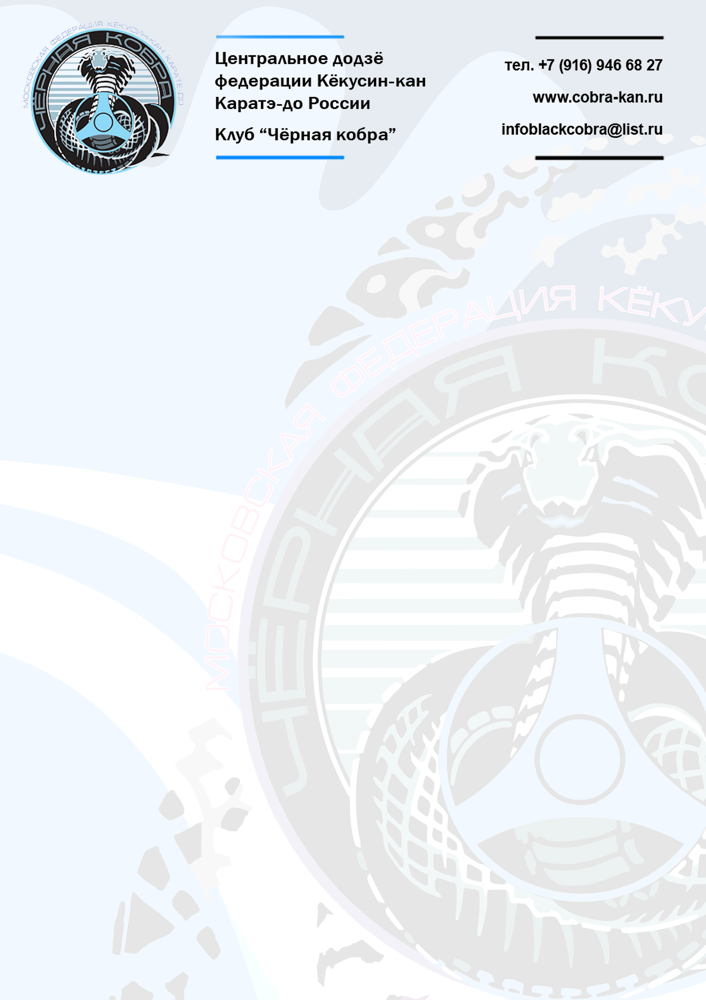 МОСКОВСКАЯ ФЕДЕРАЦИЯ КЁКУСИН-КАН КАРАТЕ-ДО
ЧЁРНАЯ КОБРА
Центральное додзё
федерации Кёкусин-кан
Каратэ-до России
Клуб “Чёрная кобра”
тел. +7 (916) 946 68 27
www.cobra-kan.ru
infoblackcobra@list.ru
МОСКОВСКАЯ ФЕДЕРАЦИЯ КЁКУ
ЧЁРНАЯ КО